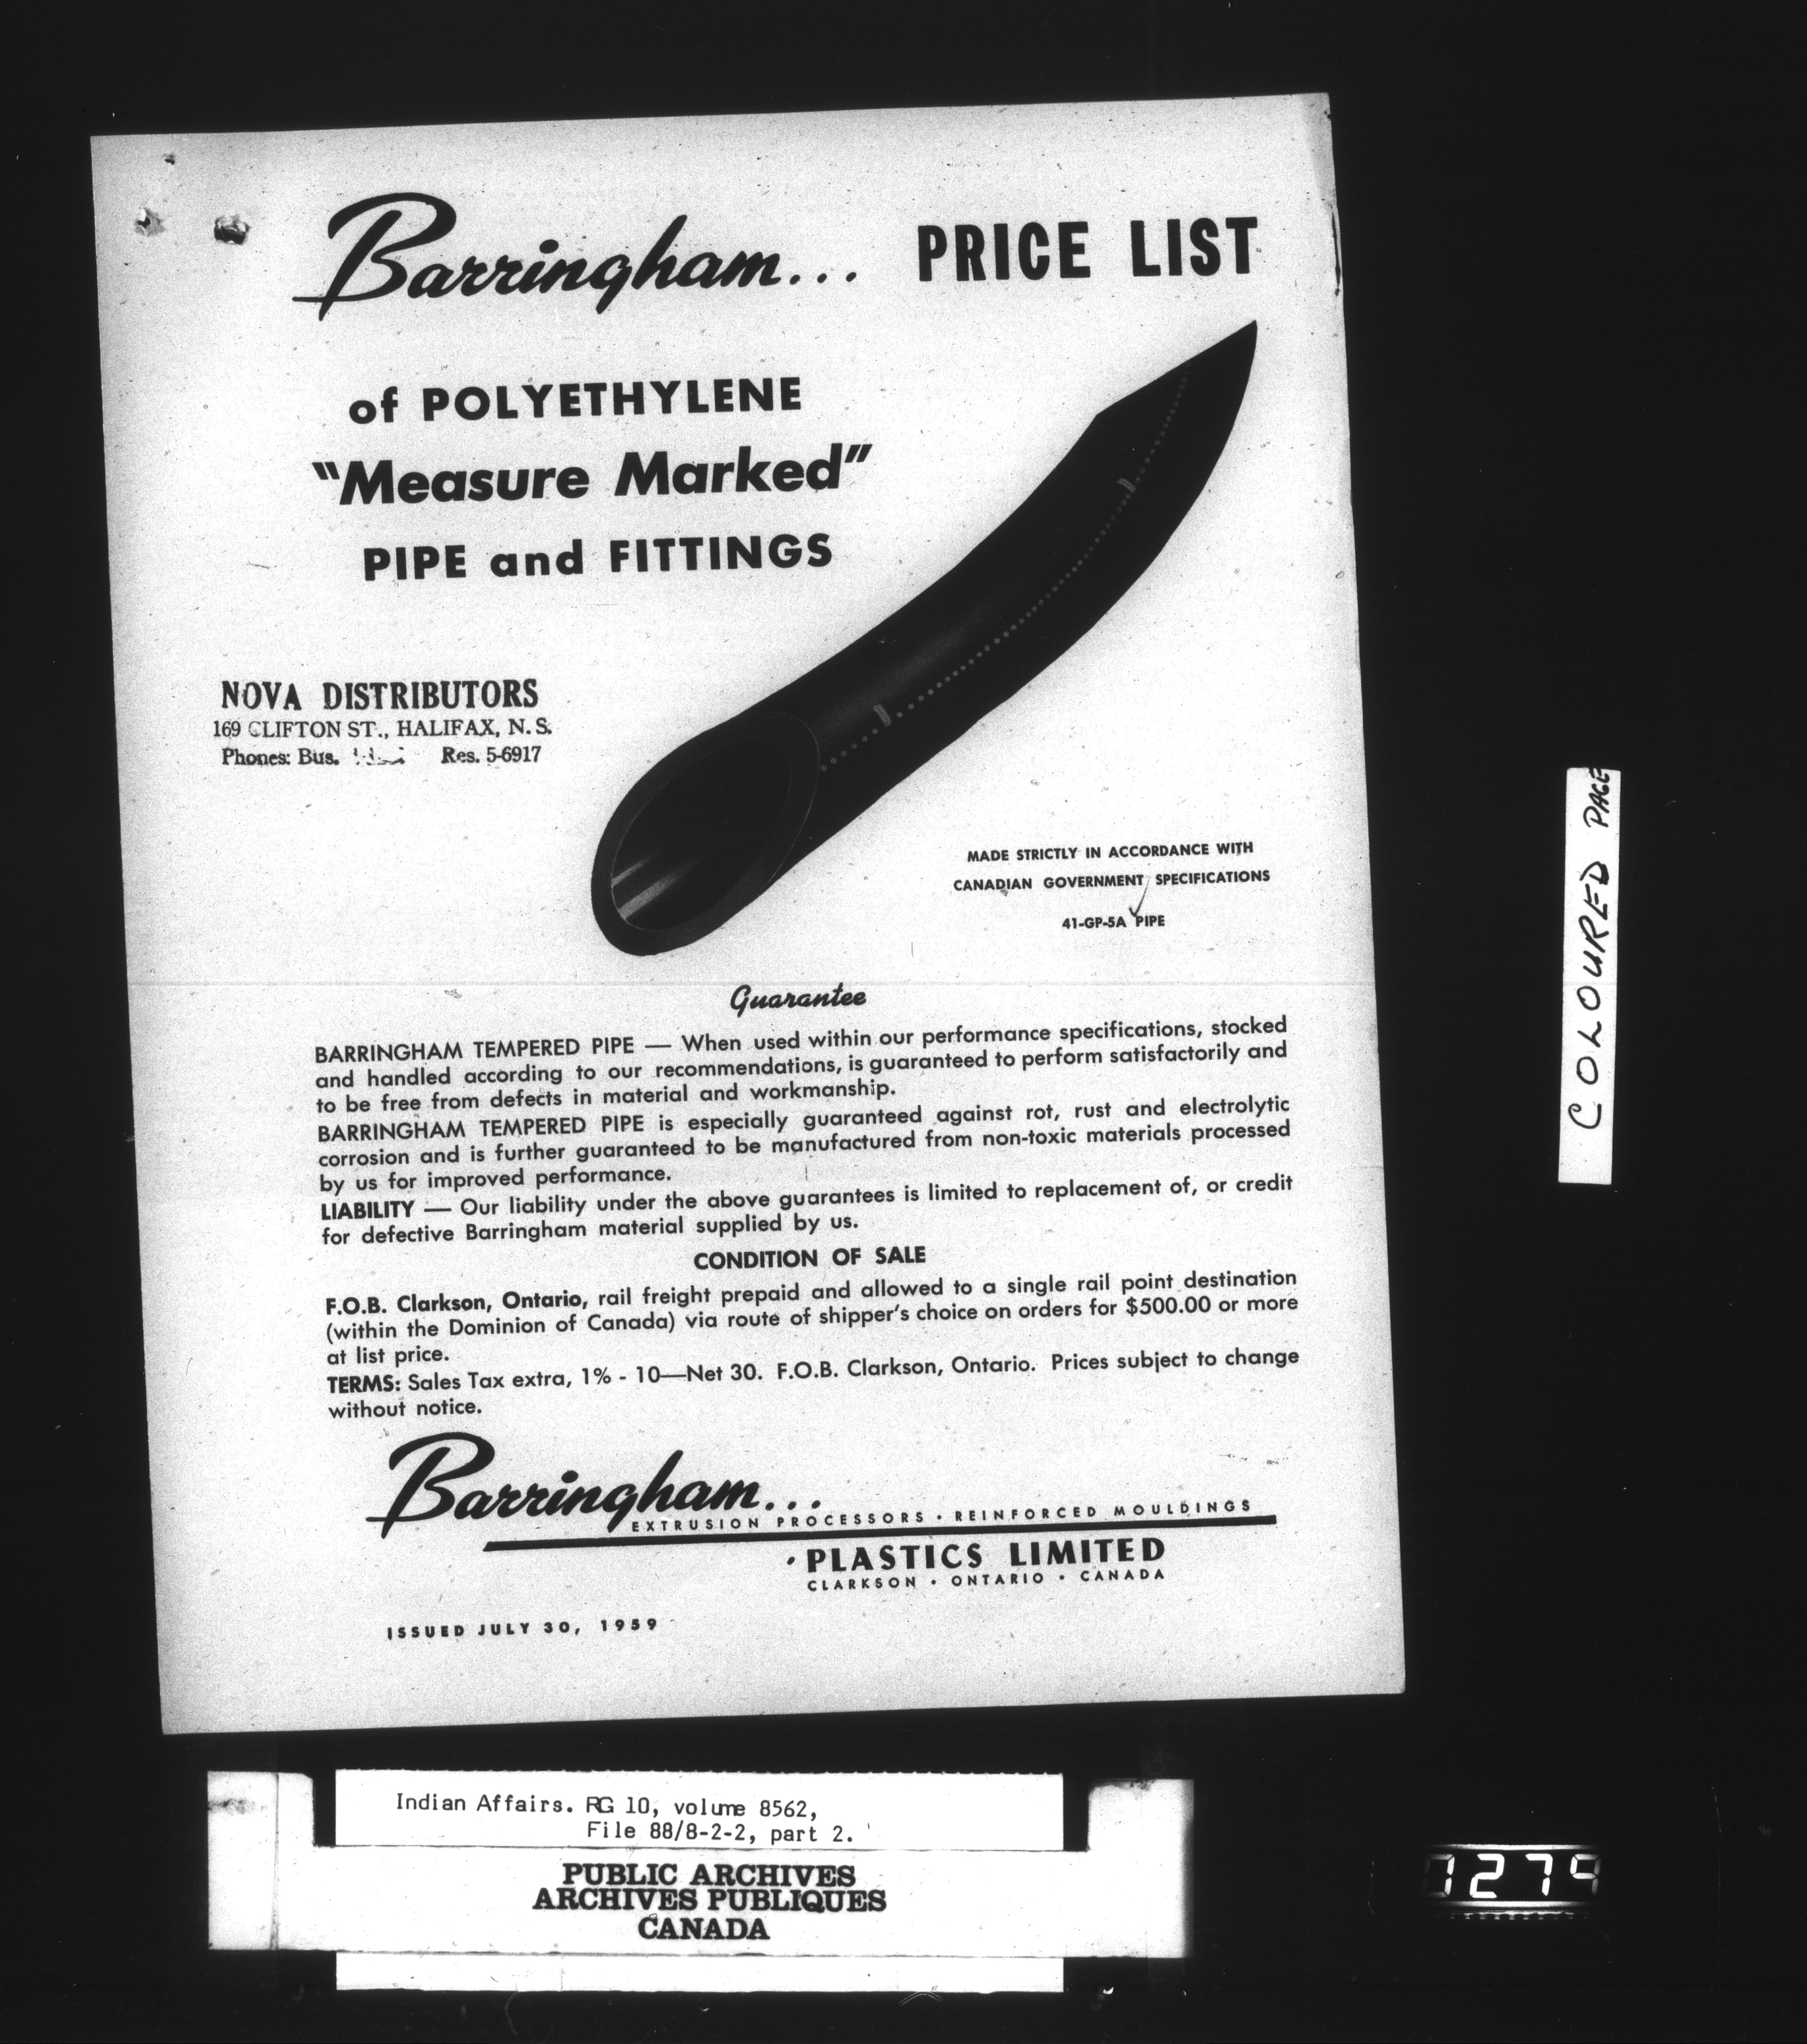 Barringham... PRICE LIST
of POLYETHYLENE
"Measure Marked"
PIPE and FITTINGS
NOVA DISTRIBUTORS
169 CLIFTON ST., HALIFAX, N. S.
Phones: Bus. Res. 5-6917
MADE STRICTLY IN ACCORDANCE WITH
CANADIAN GOVERNMENT SPECIFICATIONS
41-GP-5A PIPE
Guarantee
BARRINGHAM TEMPERED PIPE — When used within our performance specifications, stocked
and handled according to our recommendations, is guaranteed to perform satisfactorily and
to be free from defects in material and workmanship.
BARRINGHAM TEMPERED PIPE is especially guaranteed against rot, rust and electrolytic
corrosion and is further guaranteed to be manufactured from non-toxic materials processed
by us for improved performance.
LIABILITY — Our liability under the above guarantees is limited to replacement of, or credit
for defective Barringham material supplied by us.
CONDITION OF SALE
F.O.B. Clarkson, Ontario, rail freight prepaid and allowed to a single rail point destination
(within the Dominion of Canada) via route of shipper's choice on orders for $500.00 or more
at list price.
TERMS: Sales Tax extra, 1% - 10—Net 30. F.O.B. Clarkson, Ontario. Prices subject to change
without notice.
Barringham...
EXTRUSION PROCESSORS • REINFORCED MOULDINGS
PLASTICS LIMITED
CLARKSON • ONTARIO • CANADA
ISSUED JULY 30, 1959
COLOURED PAGE
Indian Affairs. RG 10, volume 8562,
File 88/8-2-2, part 2.
PUBLIC ARCHIVES
ARCHIVES PUBLIQUES
CANADA
1279